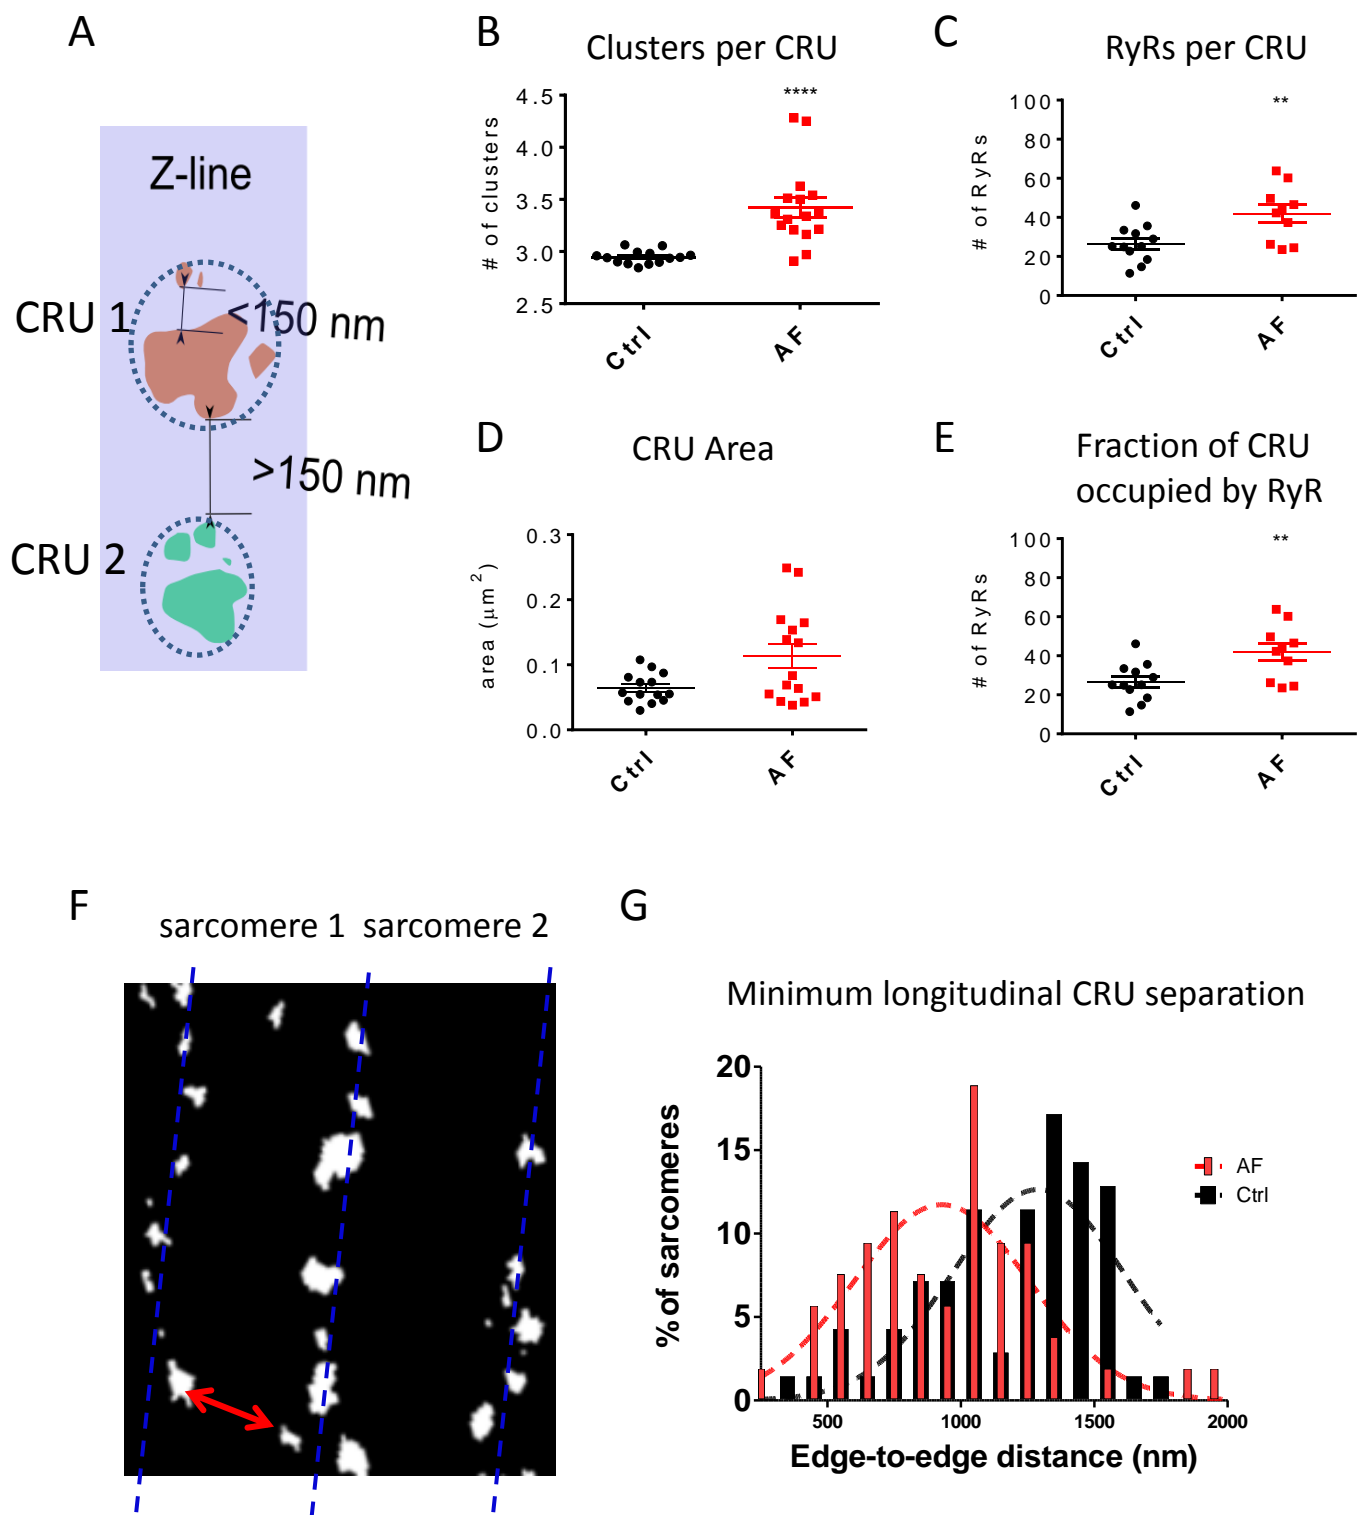 A
Z-line
CRU 1
<150 nm
>150 nm
CRU 2
B
Clusters per CRU
****
# of clusters
4.5
4.0
3.5
3.0
2.5
Ctrl
AF
C
RyRs per CRU
**
# of RyRs
100
80
60
40
20
0
Ctrl
AF
D
CRU Area
area (μm²)
0.3
0.2
0.1
0.0
Ctrl
AF
E
Fraction of CRU
occupied by RyR
**
# of RyRs
100
80
60
40
20
0
Ctrl
AF
F
sarcomere 1 sarcomere 2
G
Minimum longitudinal CRU separation
% of sarcomeres
20
15
10
5
0
AF
Ctrl
500 1000 1500 2000
Edge-to-edge distance (nm)